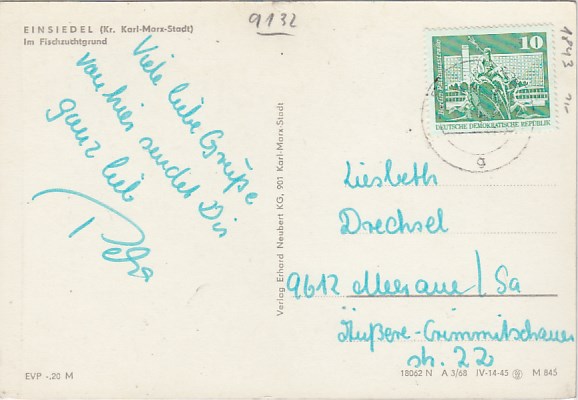 9132
EINSIEDEL (Kr. Karl-Marx-Stadt)
Im Fischzuchtgrund
Viele liebe Grüße
von hier sendet Dir
ganz lieb
Petra
Verlag Erhard Neubert KG, 901 Karl-Marx-Stadt
10
DEUTSCHE DEMOKRATISCHE REPUBLIK
g
1843
Liesbeth
Drechsel
9612 Meerane/Sa
Äußere-Crimmitschauer
str. 22
EVP -.20 M
18062 N A 3/68 IV-14-45 M 845